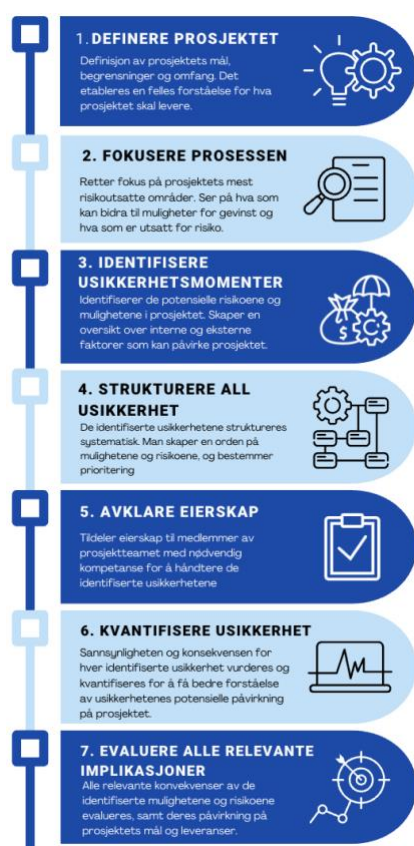 1. DEFINERE PROSJEKTET
Definisjon av prosjektets mål,
begrensninger og omfang. Det
etableres en felles forståelse for hva
prosjektet skal levere.
2. FOKUSERE PROSESSEN
Retter fokus på prosjektets mest
risikoutsatte områder. Ser på hva som
kan bidra til muligheter for gevinst og
hva som er utsatt for risiko.
3. IDENTIFISERE
USIKKERHETSMOMENTER
Identifiserer de potensielle risikoene og
mulighetene i prosjektet. Skaper en
oversikt over interne og eksterne
faktorer som kan påvirke prosjektet.
4. STRUKTURERE ALL
USIKKERHET
De identifiserte usikkerhetene struktureres
systematisk. Man skaper en orden på
mulighetene og risikoene, og bestemmer
prioritering
5. AVKLARE EIERSKAP
Tildeler eierskap til medlemmer av
prosjektteamet med nødvendig
kompetanse for å håndtere de
identifiserte usikkerhetene
6. KVANTIFISERE USIKKERHET
Sannsynligheten og konsekvensen for
hver identifiserte usikkerhet vurderes og
kvantifiseres for å få bedre forståelse
av usikkerhetenes potensielle påvirkning
på prosjektet.
7. EVALUERE ALLE RELEVANTE
IMPLIKASJONER
Alle relevante konvekvenser av de
identifiserte mulighetene og risikoene
evalueres, samt deres påvirkning på
prosjektets mål og leveranser.